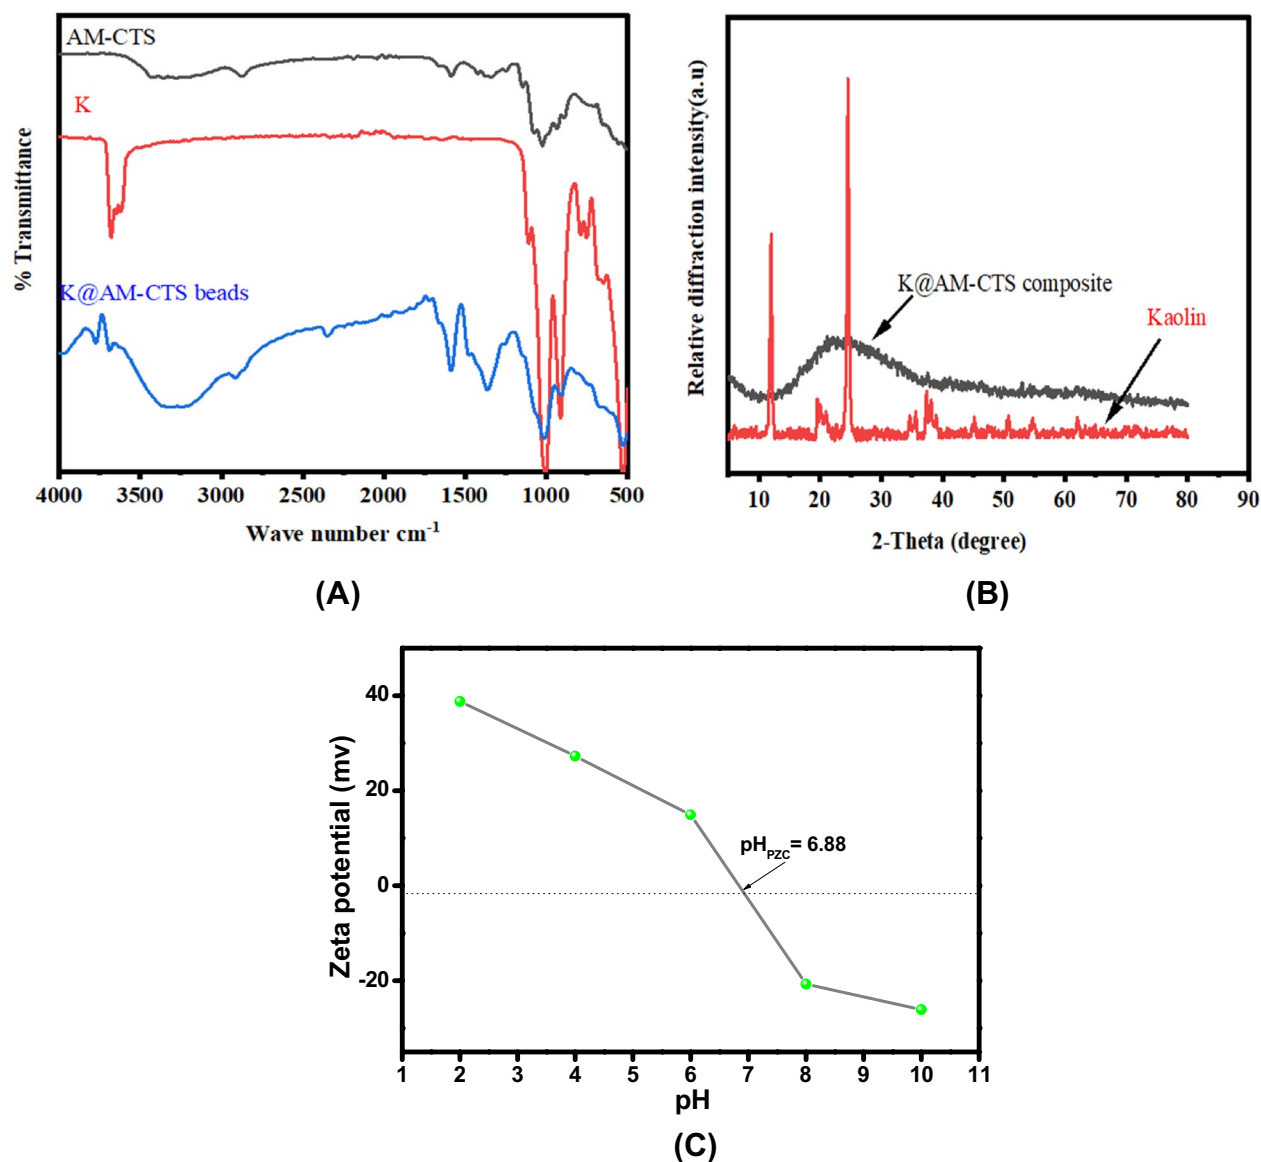 AM-CTS
K
K@AM-CTS beads
% Transmittance
4000 3500 3000 2500 2000 1500 1000 500
Wave number cm⁻¹
(A)
Relative diffraction intensity(a.u)
K@AM-CTS composite
Kaolin
10 20 30 40 50 60 70 80 90
2-Theta (degree)
(B)
Zeta potential (mv)
40
20
0
-20
pH_PZC= 6.88
1 2 3 4 5 6 7 8 9 10 11
pH
(C)